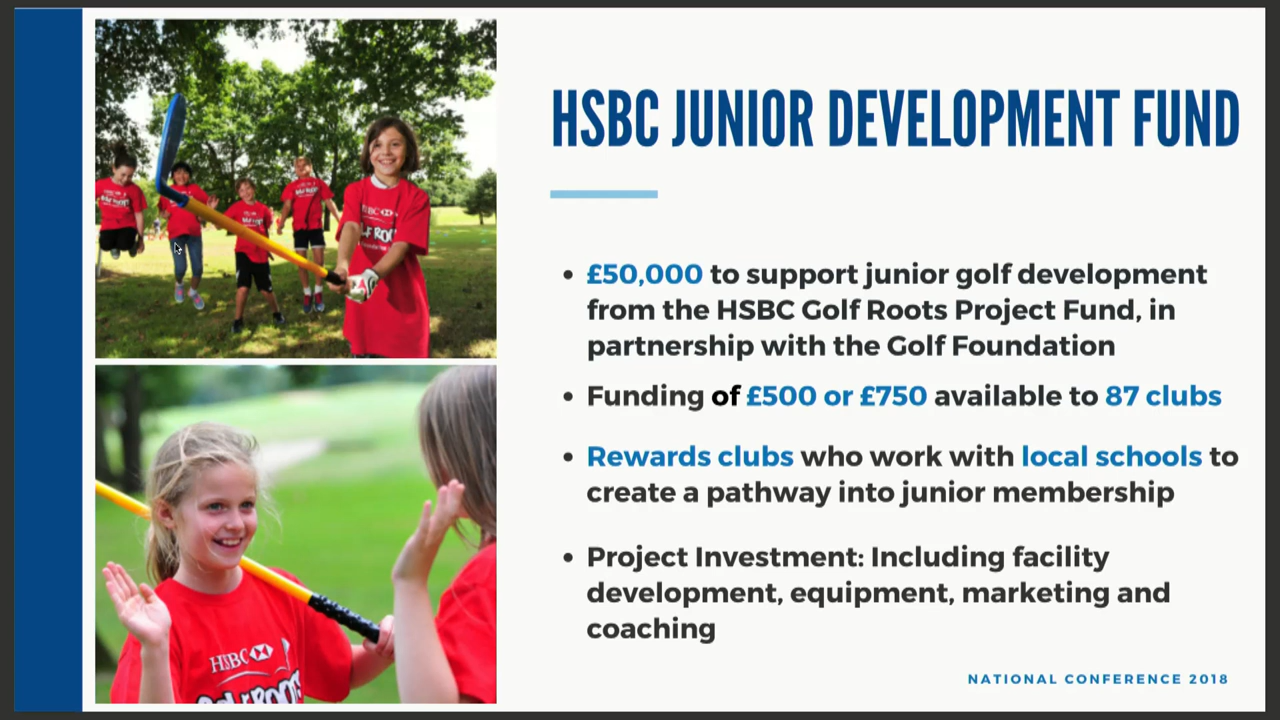 HSBC JUNIOR DEVELOPMENT FUND
• £50,000 to support junior golf development
from the HSBC Golf Roots Project Fund, in
partnership with the Golf Foundation
• Funding of £500 or £750 available to 87 clubs
• Rewards clubs who work with local schools to
create a pathway into junior membership
• Project Investment: Including facility
development, equipment, marketing and
coaching
NATIONAL CONFERENCE 2018
HSBC